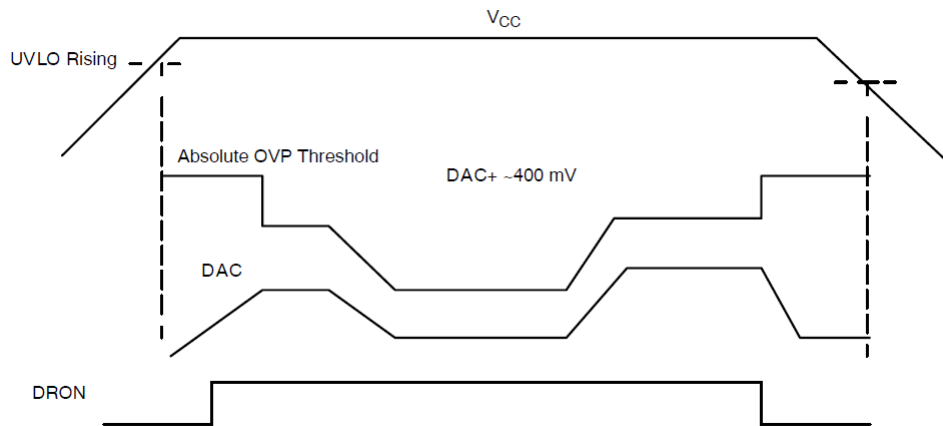 VCC
UVLO Rising
Absolute OVP Threshold
DAC+ ~400 mV
DAC
DRON